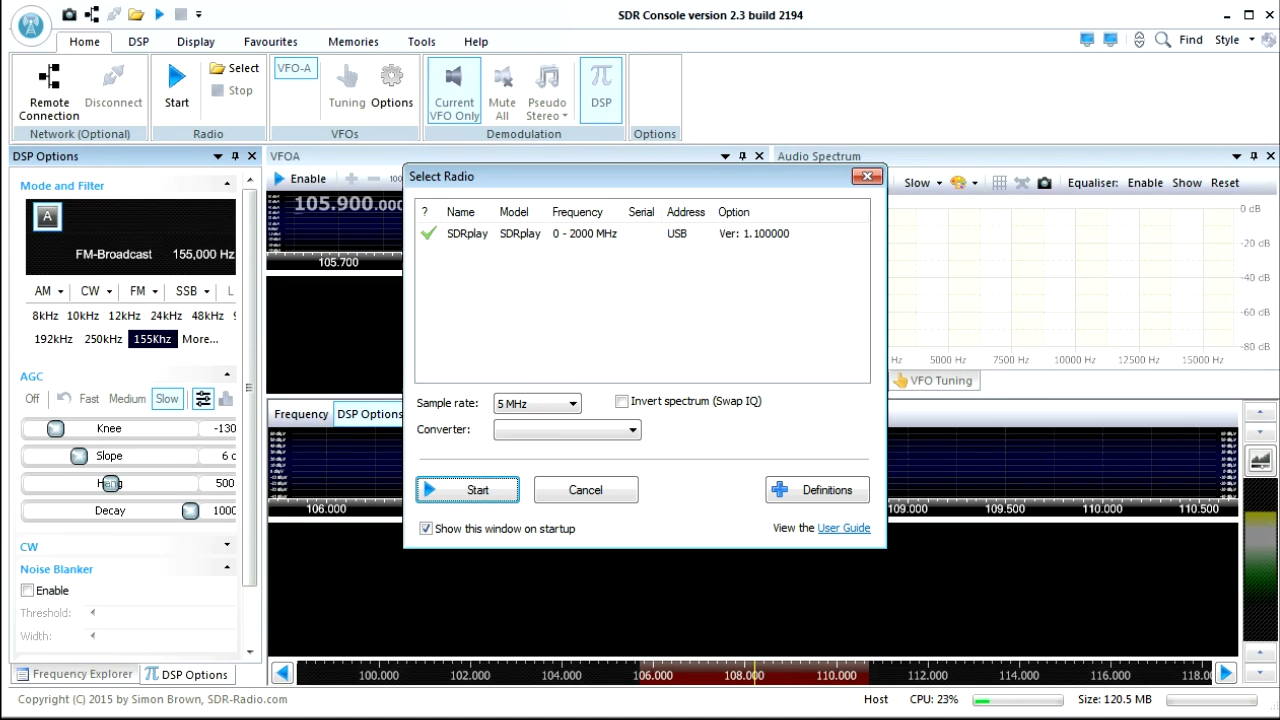 SDR Console version 2.3 build 2194
Home DSP Display Favourites Memories Tools Help Find Style
Remote Connection
Disconnect
Network (Optional)
Start
Select
Stop
Radio
VFO-A
Tuning
Options
VFOs
Current VFO Only
Mute All
Pseudo Stereo
DSP
Demodulation
Options
DSP Options
Mode and Filter
A
FM-Broadcast 155,000 Hz
AM CW FM SSB L
8kHz 10kHz 12kHz 24kHz 48kHz
192kHz 250kHz 155Khz More...
AGC
Off Fast Medium Slow
Knee -130
Slope 6
500
Decay 1000
CW
Noise Blanker
Enable
Threshold:
Width:
Frequency Explorer DSP Options
VFOA
Enable 100
105.900.000
105.700
Audio Spectrum
Slow Equaliser: Enable Show Reset
0 dB
-20 dB
-40 dB
-60 dB
-80 dB
Hz 5000 Hz 7500 Hz 10000 Hz 12500 Hz 15000 Hz
VFO Tuning
Select Radio
? Name Model Frequency Serial Address Option
SDRplay SDRplay 0 - 2000 MHz USB Ver: 1.100000
Sample rate: 5 MHz Invert spectrum (Swap IQ)
Converter:
Start Cancel Definitions
Show this window on startup View the User Guide
Frequency DSP Options
106.000 109.000 109.500 110.000 110.500
100.000 102.000 104.000 106.000 108.000 110.000 112.000 114.000 116.000 118.0
Copyright (C) 2015 by Simon Brown, SDR-Radio.com Host CPU: 23% Size: 120.5 MB